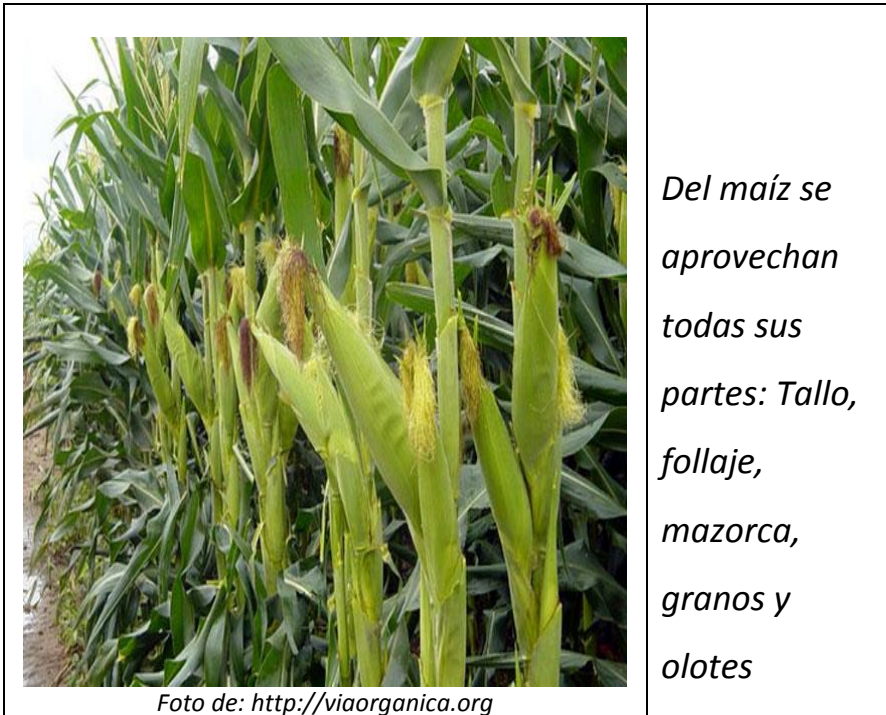 Del maíz se
aprovechan
todas sus
partes: Tallo,
follaje,
mazorca,
granos y
olotes
Foto de: http://viaorganica.org